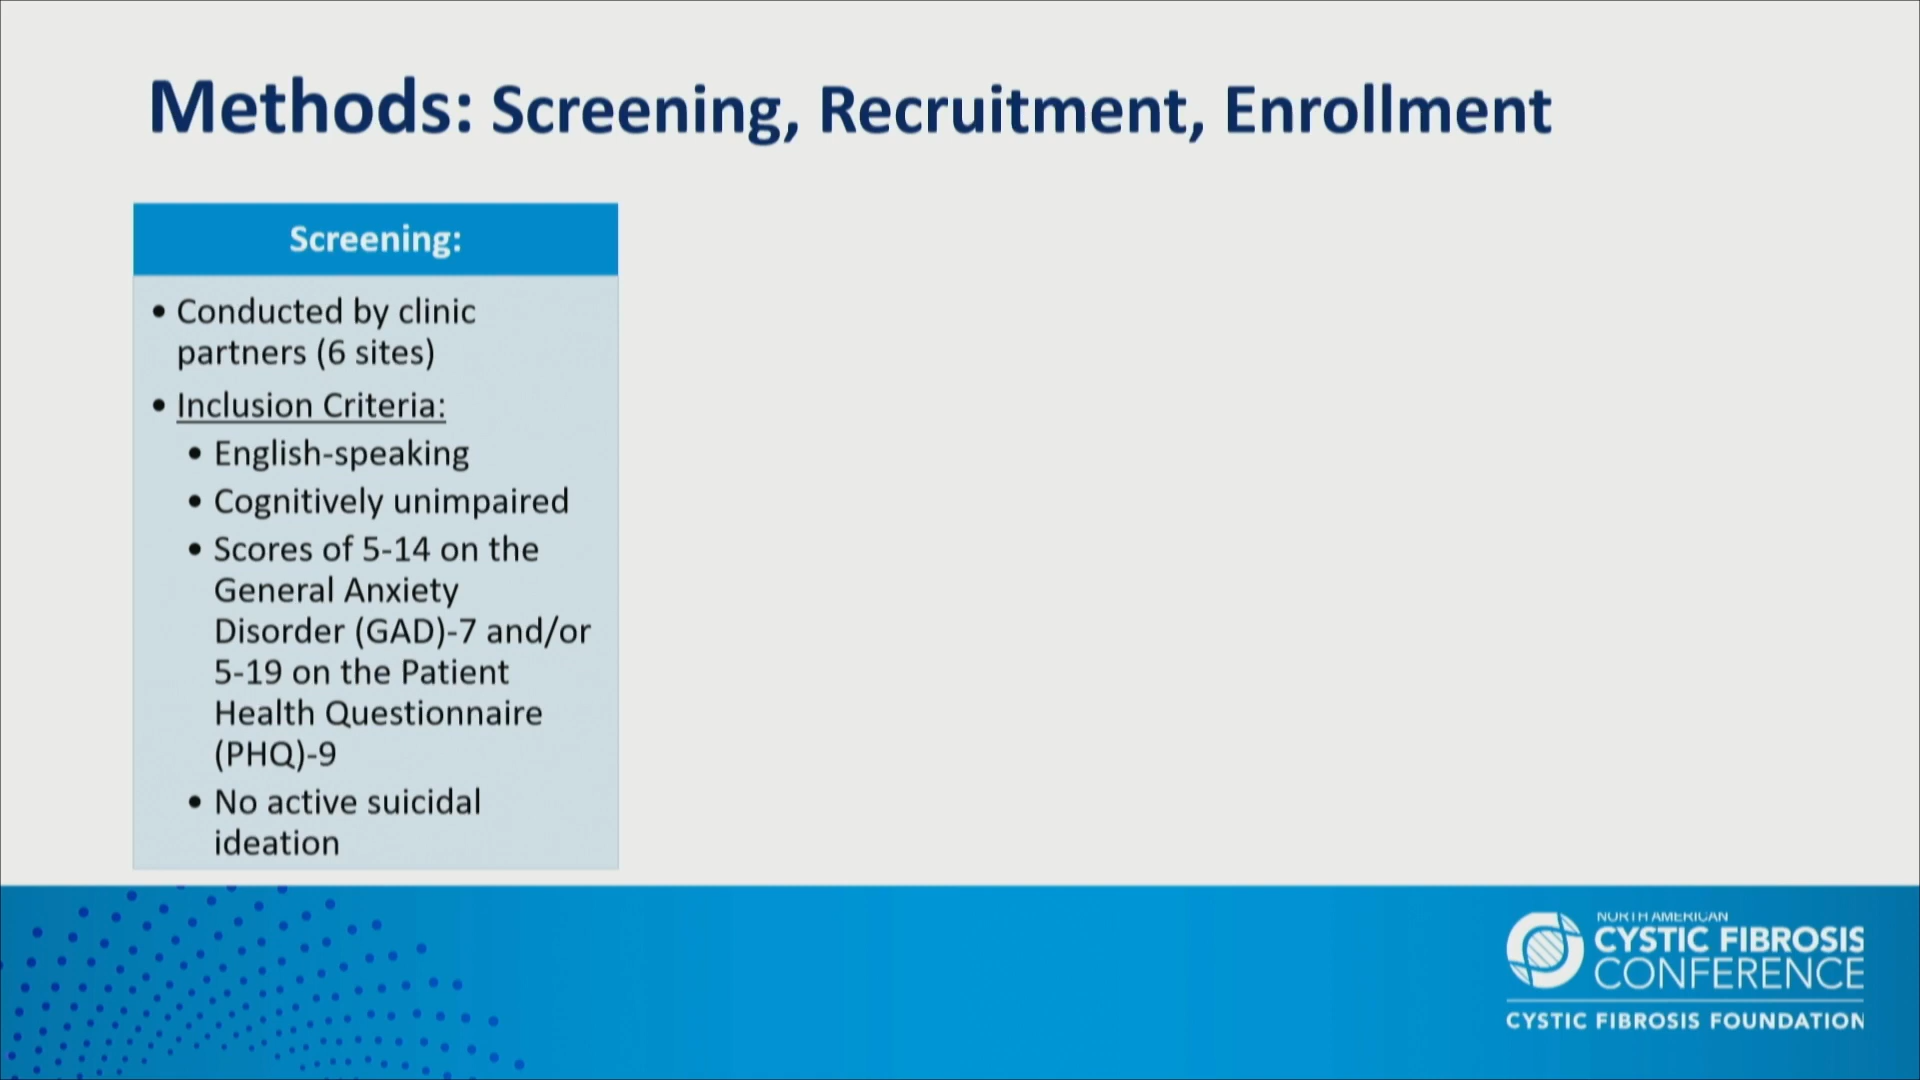 Methods: Screening, Recruitment, Enrollment
Screening:
• Conducted by clinic
partners (6 sites)
• Inclusion Criteria:
• English-speaking
• Cognitively unimpaired
• Scores of 5-14 on the
General Anxiety
Disorder (GAD)-7 and/or
5-19 on the Patient
Health Questionnaire
(PHQ)-9
• No active suicidal
ideation
NORTH AMERICAN
CYSTIC FIBROSIS
CONFERENCE
CYSTIC FIBROSIS FOUNDATION